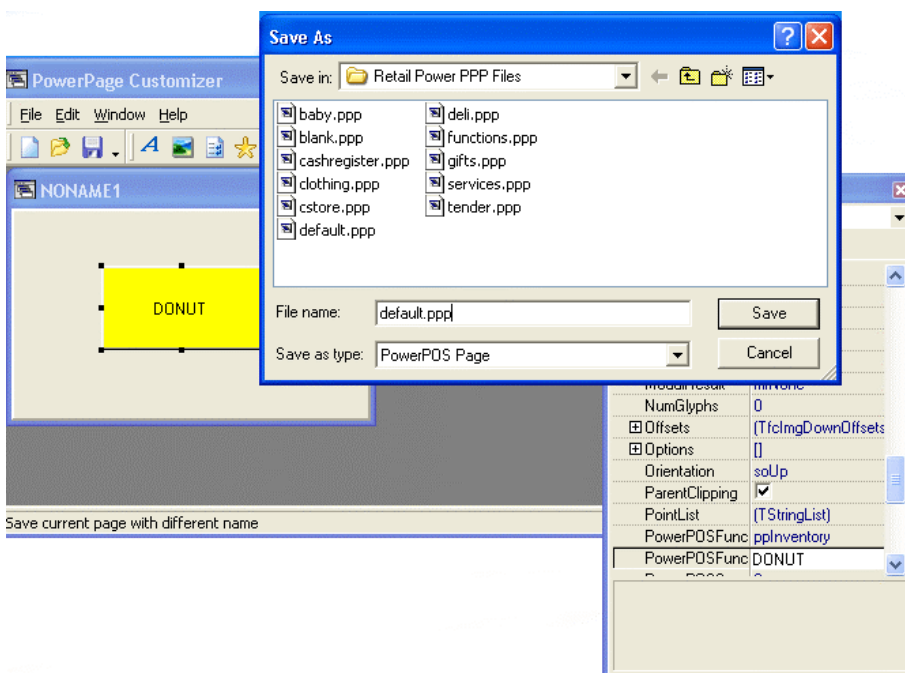 Save As
Save in: Retail Power PPP Files
baby.ppp
blank.ppp
cashregister.ppp
clothing.ppp
cstore.ppp
default.ppp
deli.ppp
functions.ppp
gifts.ppp
services.ppp
tender.ppp
File name: default.ppp
Save
Save as type: PowerPOS Page
Cancel
PowerPage Customizer
File Edit Window Help
NONAME1
DONUT
Save current page with different name
NumGlyphs 0
Offsets (TfcImgDownOffsets
Options []
Orientation soUp
ParentClipping
PointList (TStringList)
PowerPOSFunc ppInventory
PowerPOSFunc DONUT